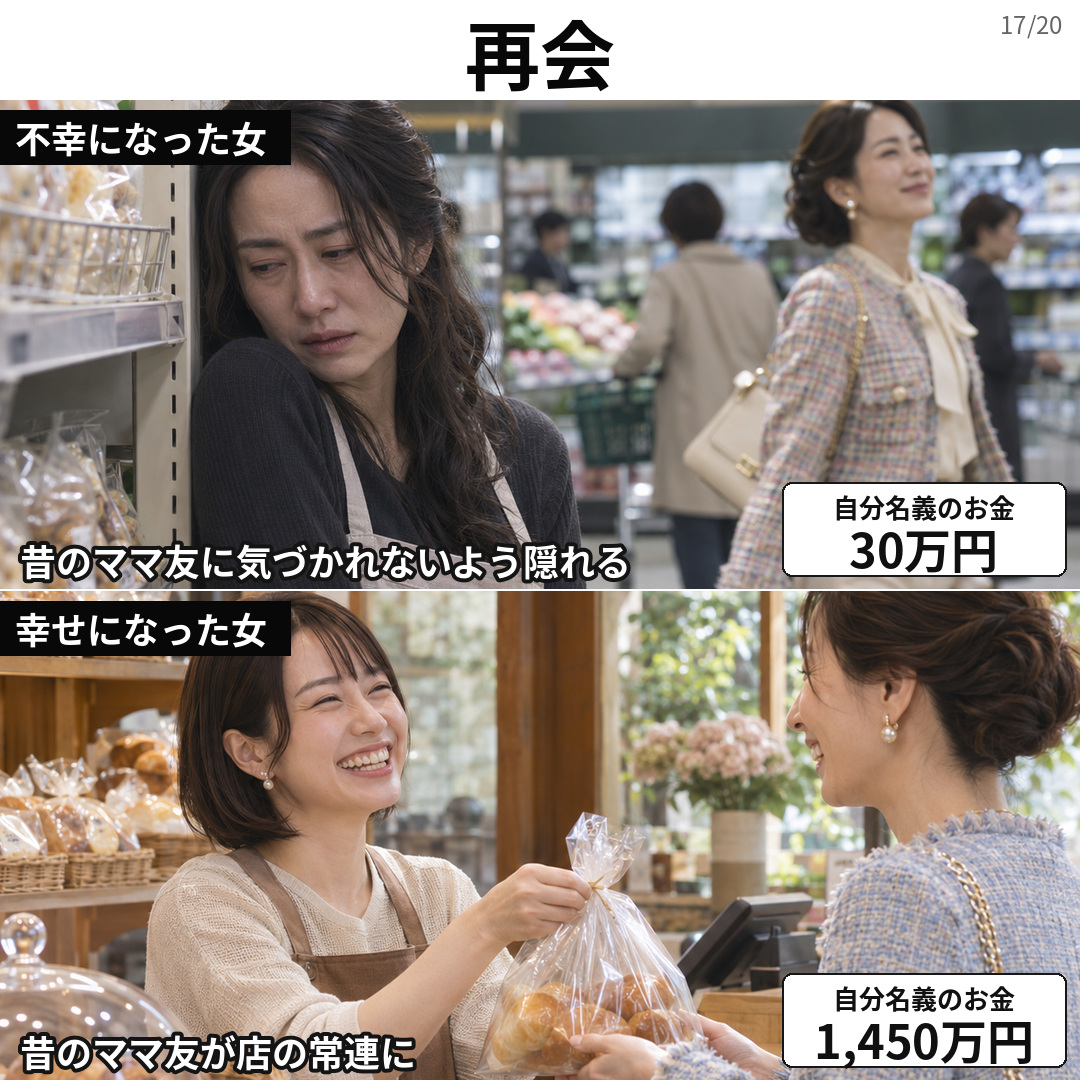 再会
17/20
不幸になった女
昔のママ友に気づかれないよう隠れる
自分名義のお金
30万円
幸せになった女
昔のママ友が店の常連に
自分名義のお金
1,450万円